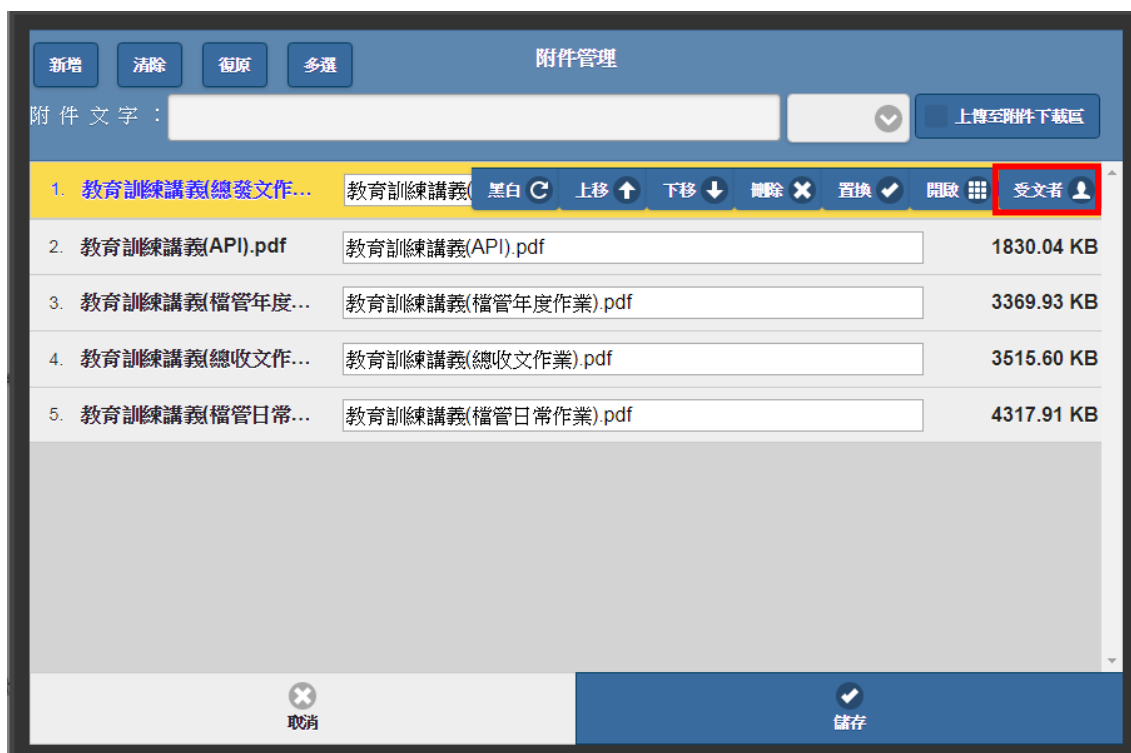 新增 清除 復原 多選 附件管理
附件文字： 上傳至附件下載區
1. 教育訓練講義(總發文作... 教育訓練講義( 黑白 上移 下移 刪除 置換 開啟 受文者
2. 教育訓練講義(API).pdf 教育訓練講義(API).pdf 1830.04 KB
3. 教育訓練講義(檔管年度... 教育訓練講義(檔管年度作業).pdf 3369.93 KB
4. 教育訓練講義(總收文作... 教育訓練講義(總收文作業).pdf 3515.60 KB
5. 教育訓練講義(檔管日常... 教育訓練講義(檔管日常作業).pdf 4317.91 KB
取消 儲存